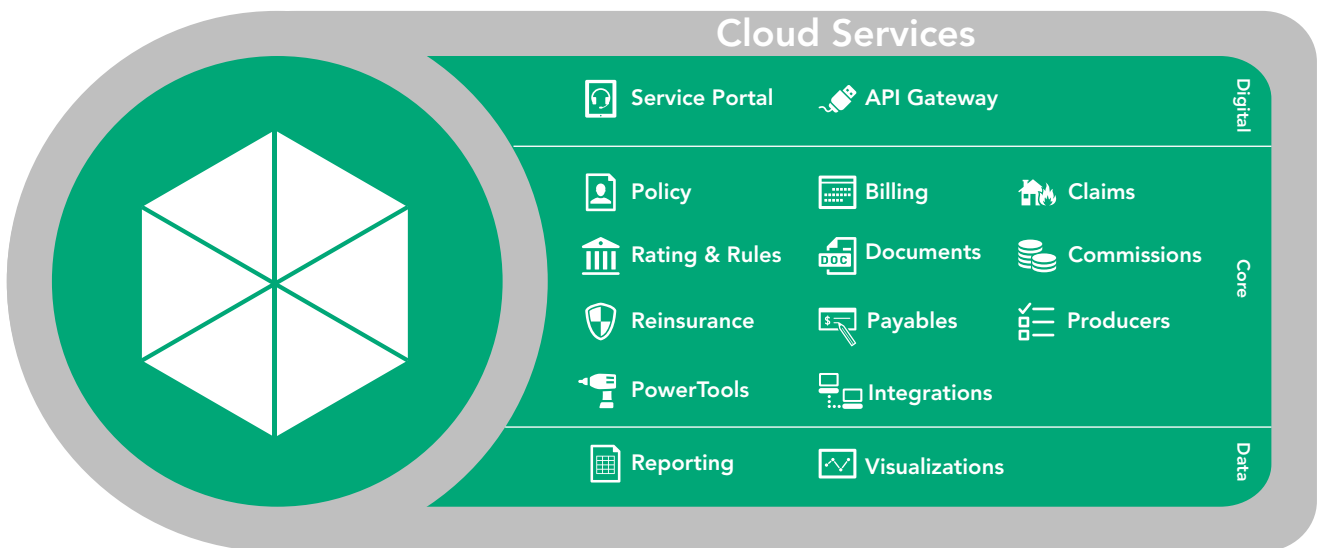 Cloud Services
Service Portal
API Gateway
Digital
Policy
Billing
Claims
Rating & Rules
Documents
DOC
Commissions
Core
Reinsurance
$
Payables
Producers
PowerTools
Integrations
Reporting
Visualizations
Data